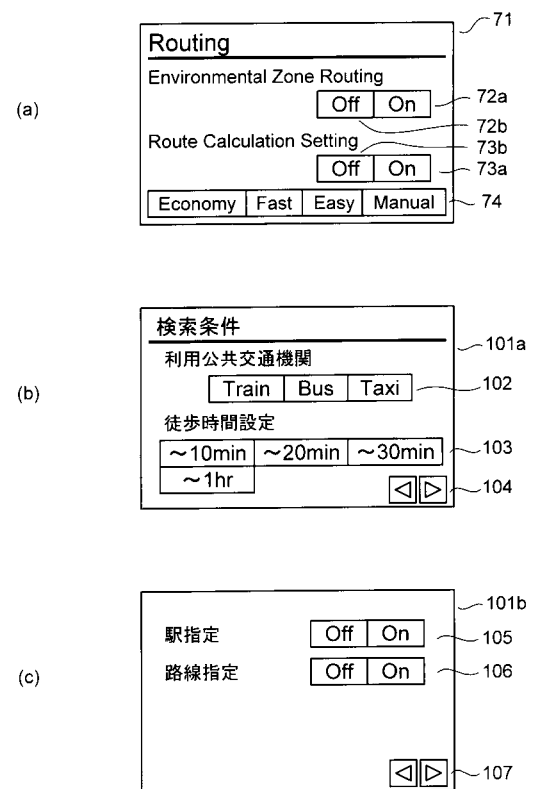 71
Routing
Environmental Zone Routing
(a)
Off On
72a
72b
Route Calculation Setting
73b
Off On
73a
Economy Fast Easy Manual
74
検索条件
101a
利用公共交通機関
(b)
Train Bus Taxi
102
徒歩時間設定
~10min ~20min ~30min
103
~1hr
◁ ▷
104
101b
駅指定 Off On
105
(c)
路線指定 Off On
106
◁ ▷
107